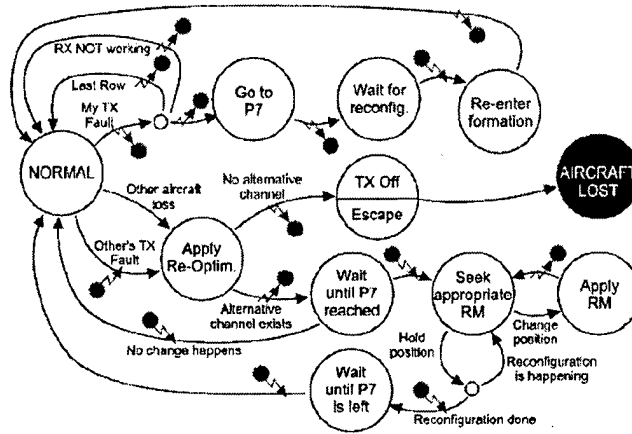 RX NOT working
Last Row
My TX
Fault
Go to
P7
Wait for
reconfig.
Re-enter
formation
NORMAL
Other aircraft
loss
No alternative
channel
TX Off
Escape
AIRCRAFT
LOST
Other's TX
Fault
Apply
Re-Optim.
Alternative
channel exists
Wait
until P7
reached
Seek
appropriate
RM
Apply
RM
Change
position
Hold
position
No change happens
Reconfiguration
is happening
Wait
until P7
is left
Reconfiguration done